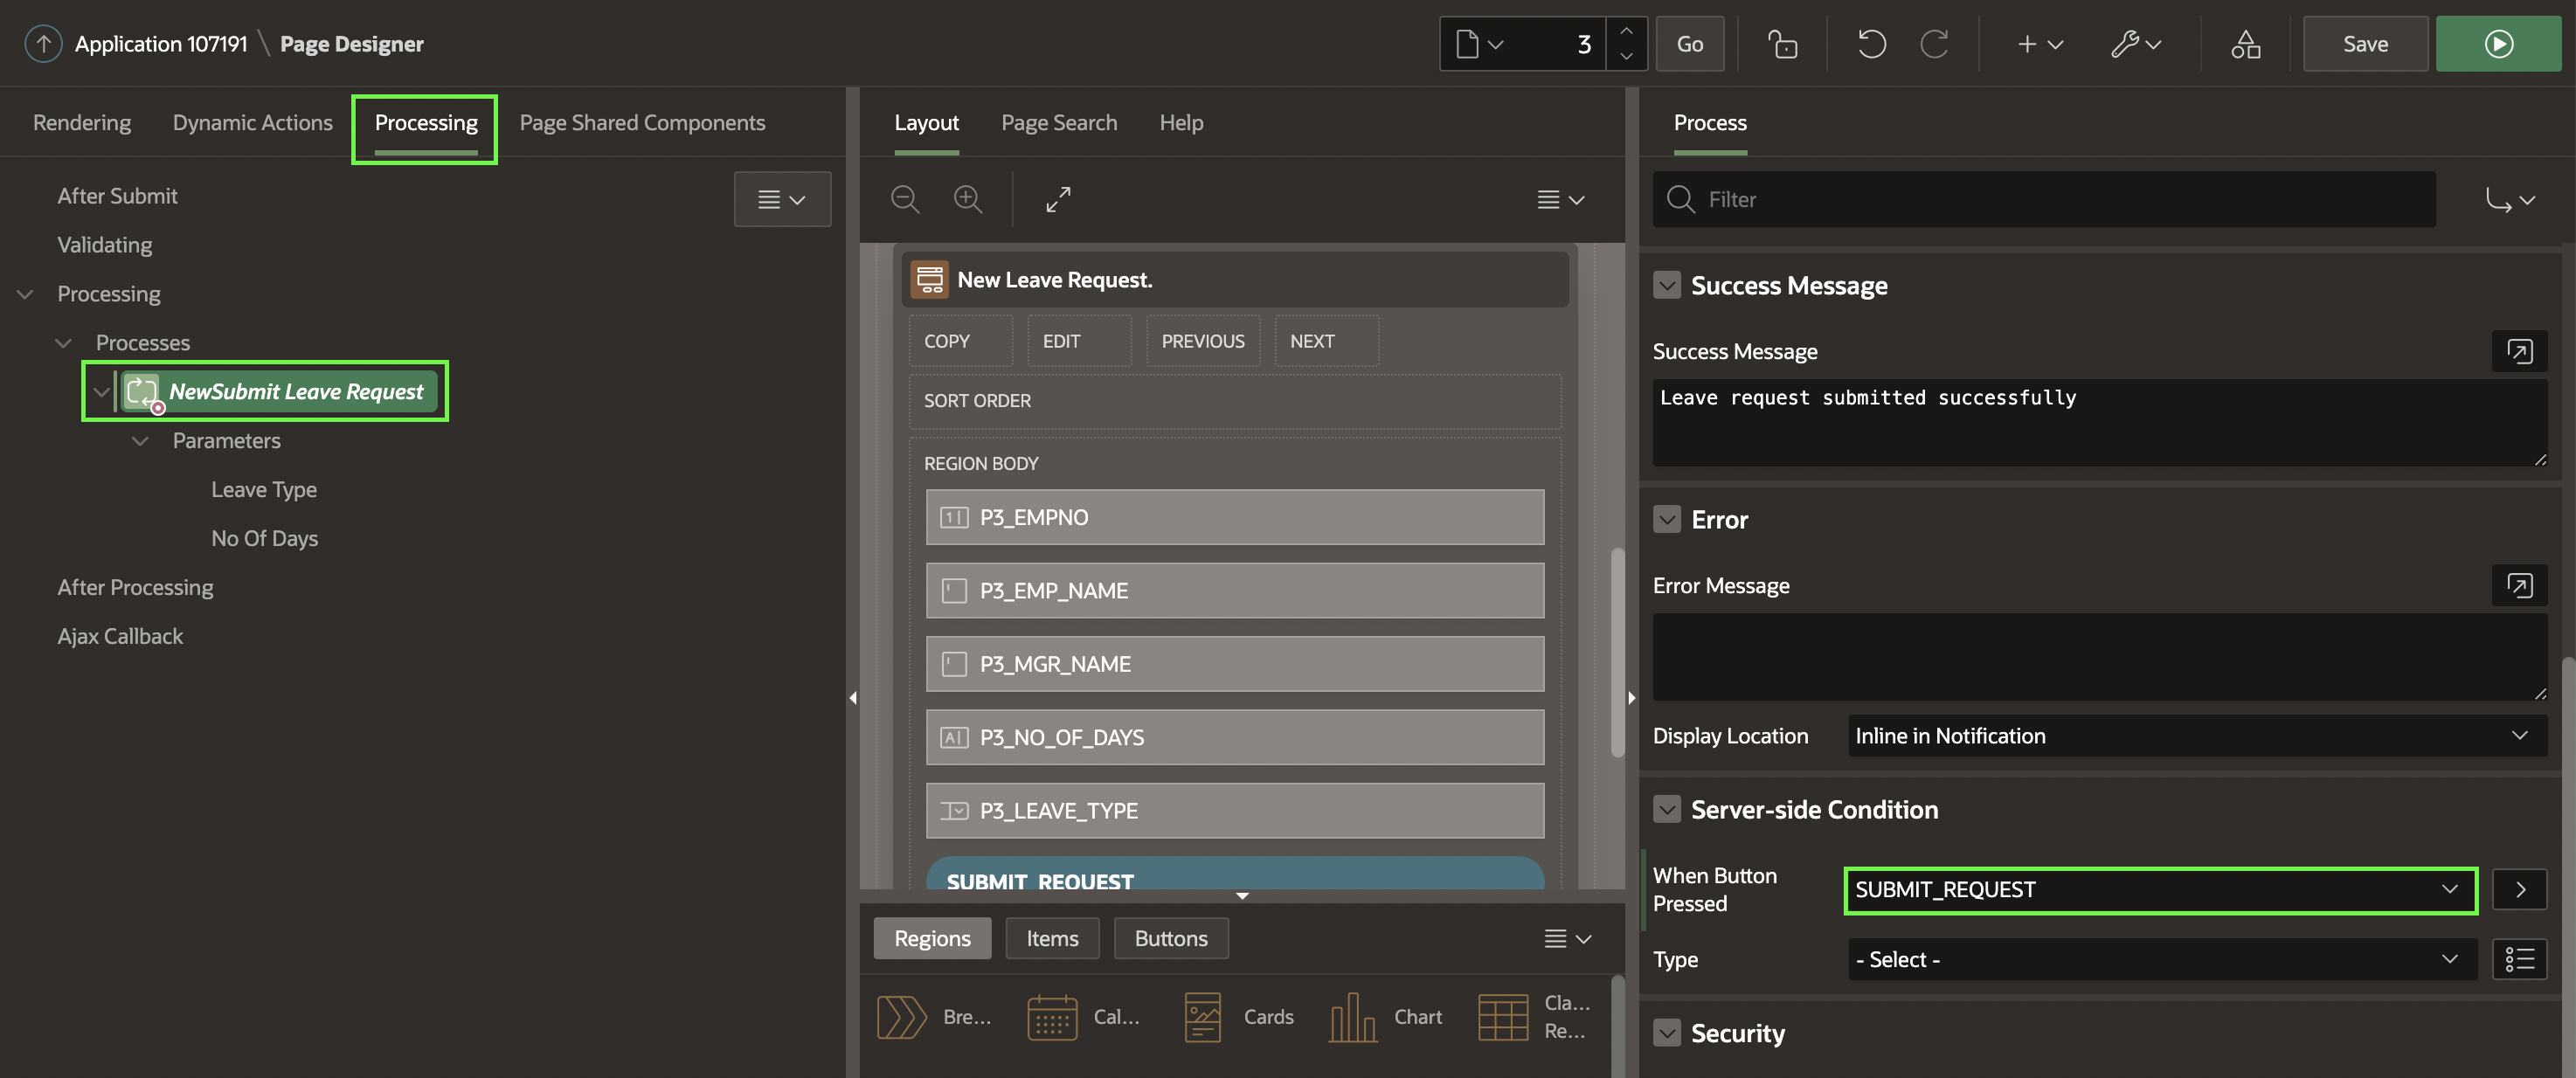 Application 107191 \ Page Designer
3
Go
Save
Rendering
Dynamic Actions
Processing
Page Shared Components
After Submit
Validating
Processing
Processes
NewSubmit Leave Request
Parameters
Leave Type
No Of Days
After Processing
Ajax Callback
Layout
Page Search
Help
New Leave Request.
COPY
EDIT
PREVIOUS
NEXT
SORT ORDER
REGION BODY
P3_EMPNO
P3_EMP_NAME
P3_MGR_NAME
P3_NO_OF_DAYS
P3_LEAVE_TYPE
SUBMIT_REQUEST
Regions
Items
Buttons
Bre...
Cal...
Cards
Chart
Cla...
Re...
Process
Filter
Success Message
Success Message
Leave request submitted successfully
Error
Error Message
Display Location
Inline in Notification
Server-side Condition
When Button
Pressed
SUBMIT_REQUEST
Type
- Select -
Security